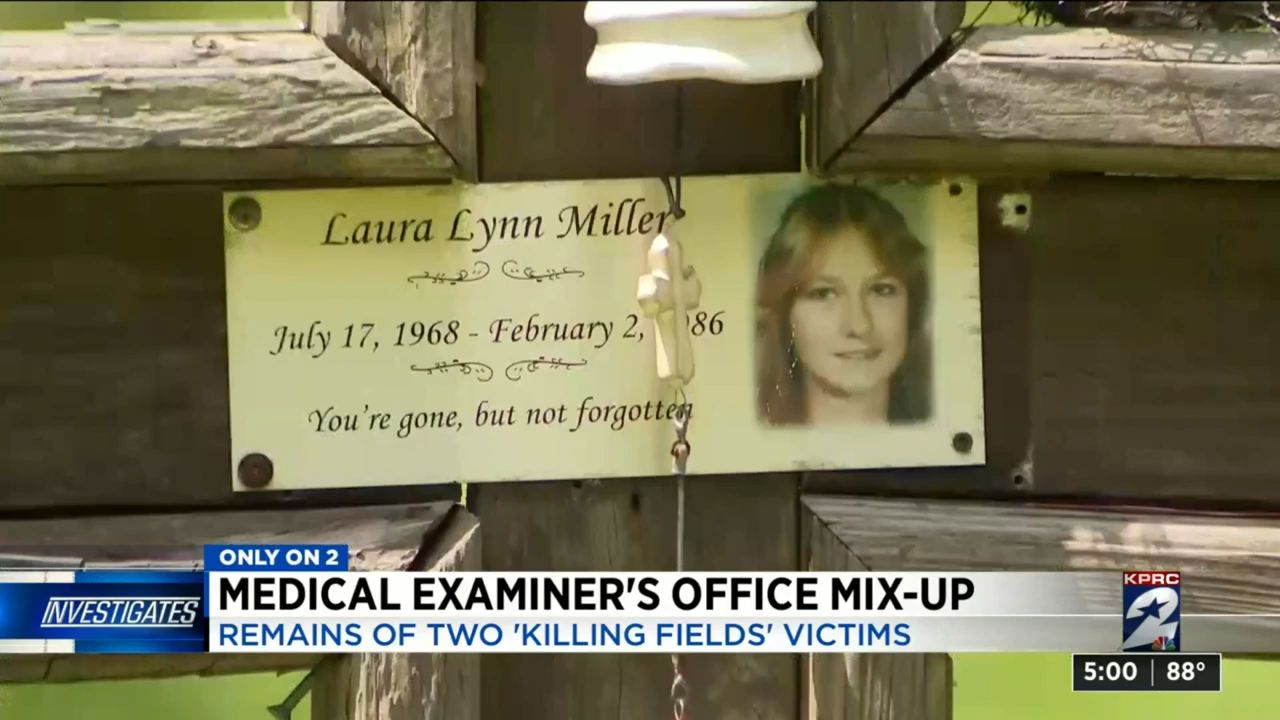 Laura Lynn Miller
July 17, 1968 - February 2, 86
You're gone, but not forgotten
ONLY ON 2
INVESTIGATES
MEDICAL EXAMINER'S OFFICE MIX-UP
REMAINS OF TWO 'KILLING FIELDS' VICTIMS
KPRC
2
5:00 88°